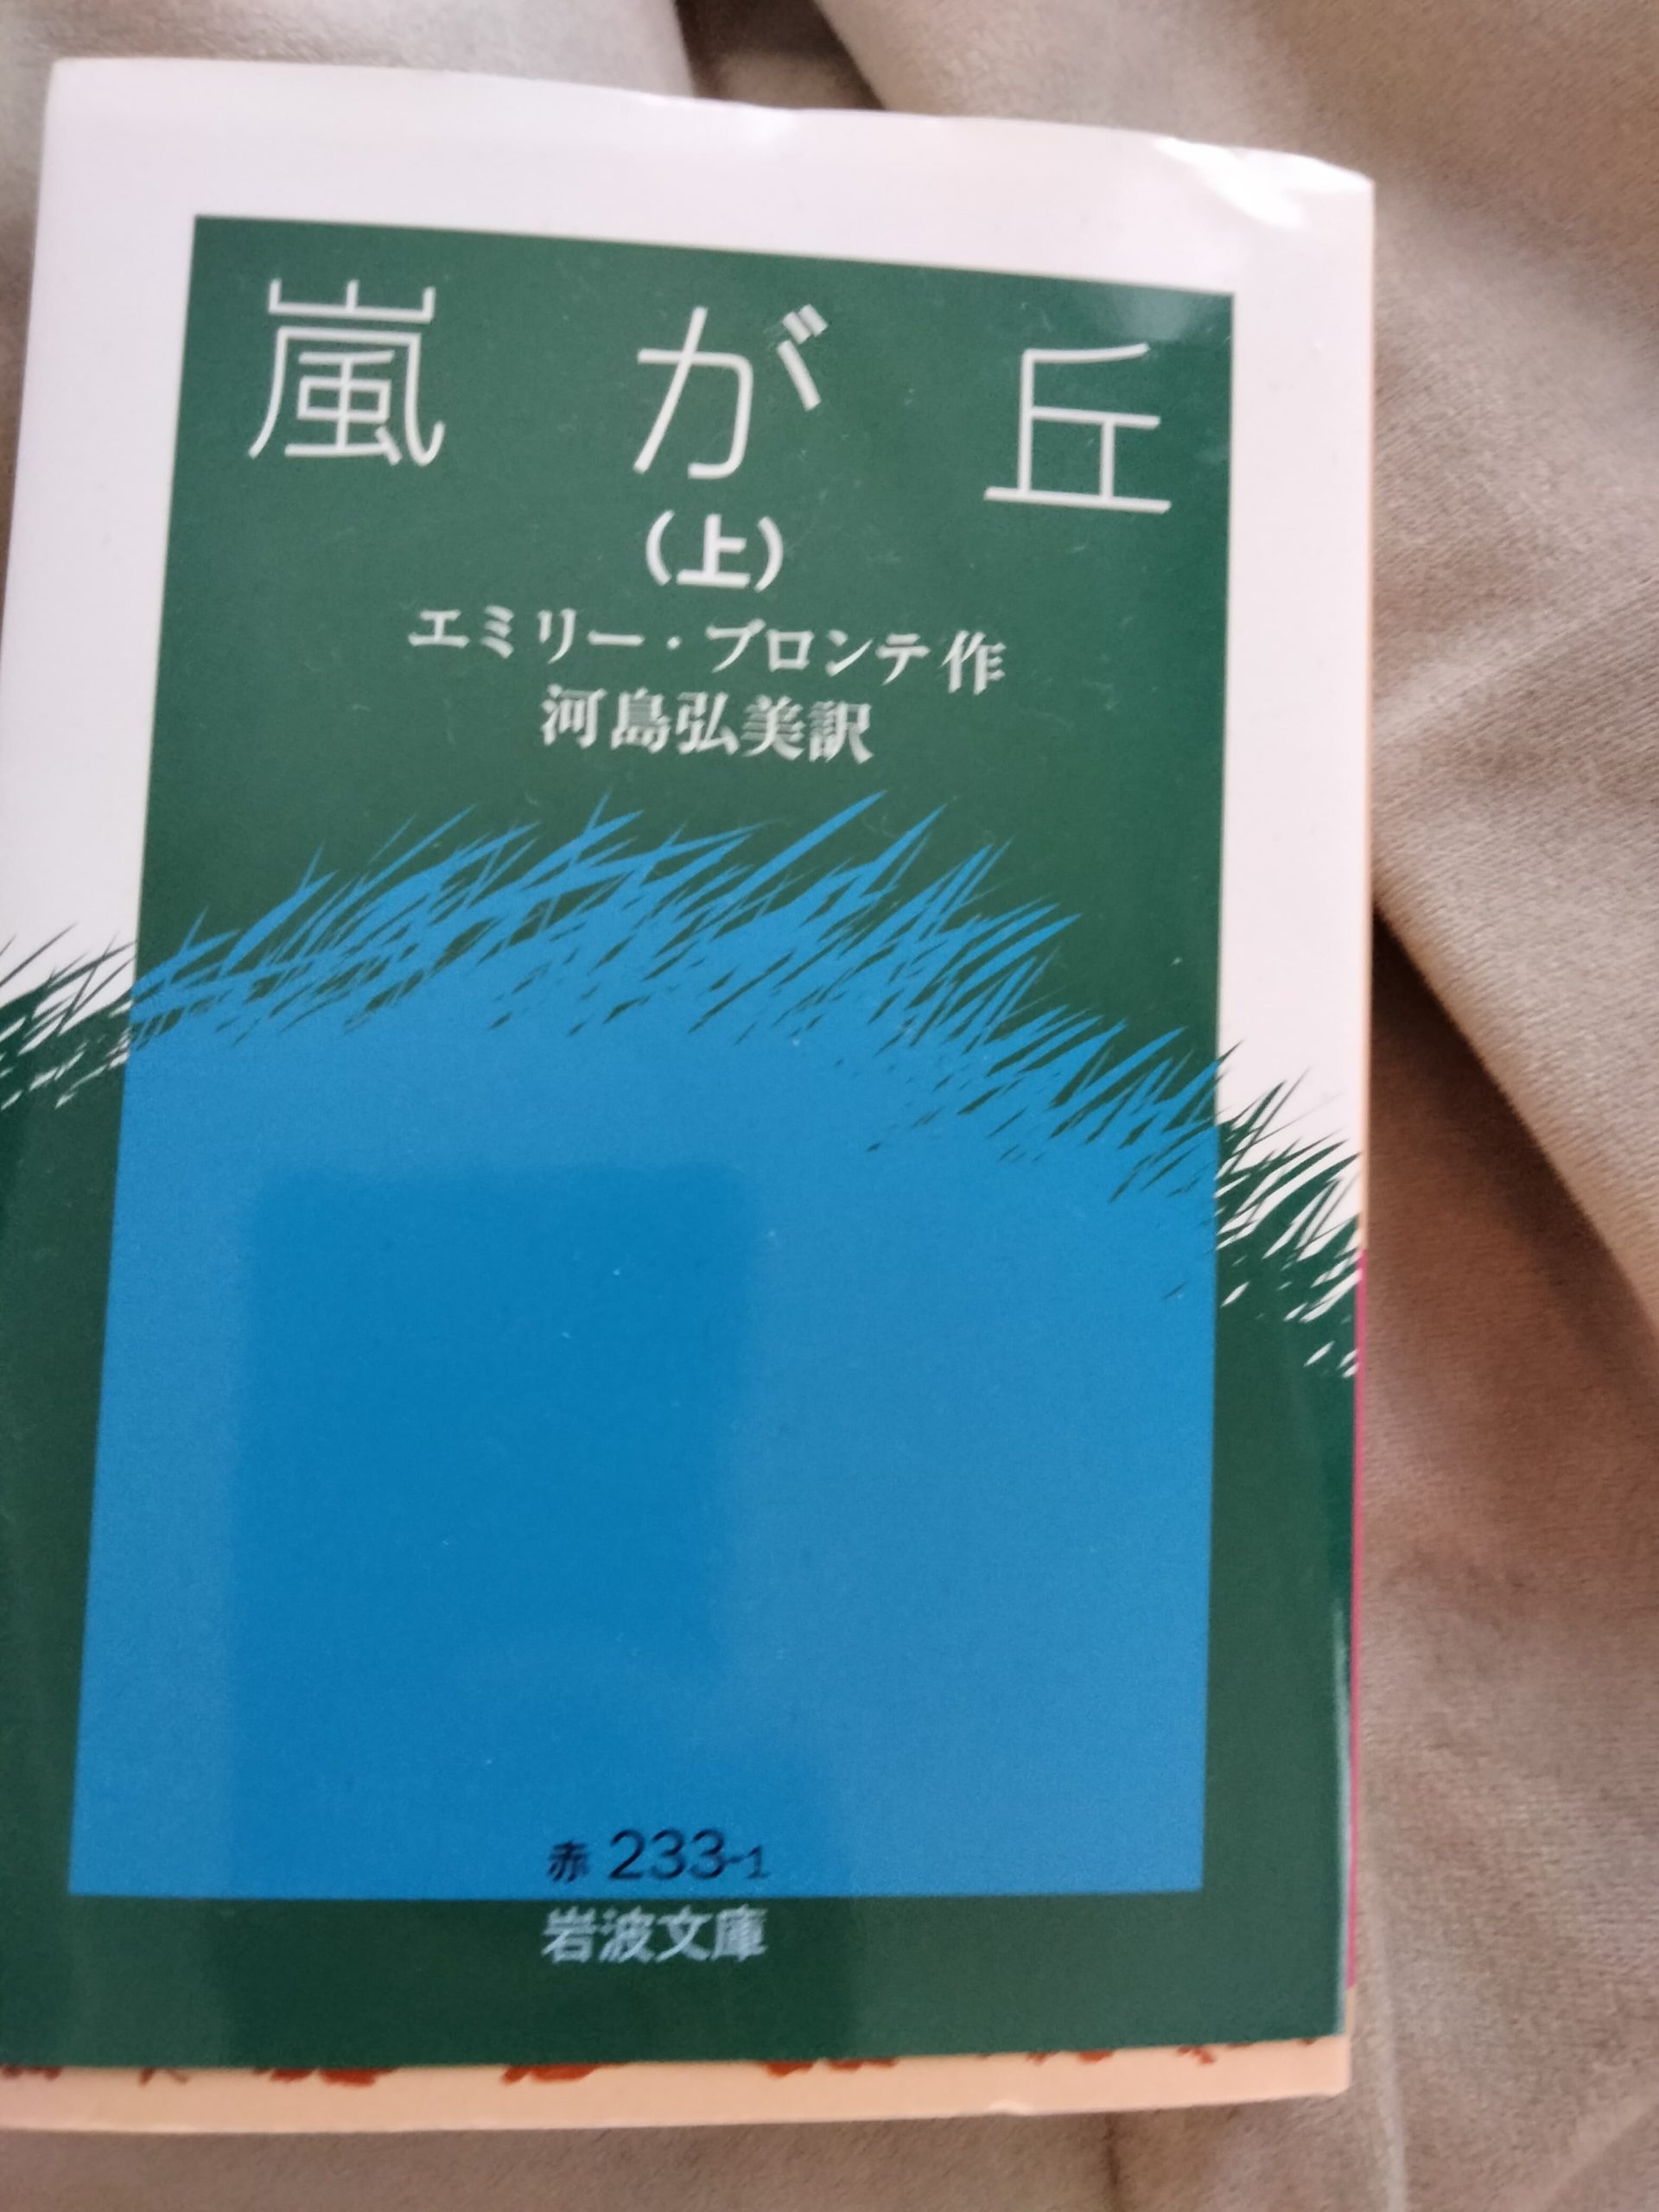 嵐が丘
（上）
エミリー・ブロンテ作
河島弘美訳
赤 233-1
岩波文庫